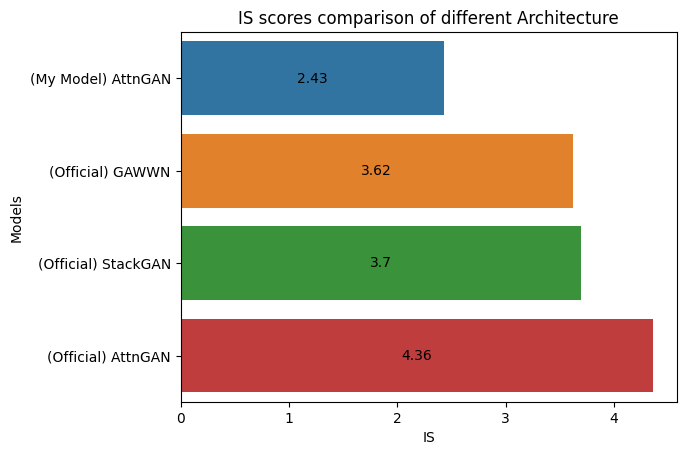 IS scores comparison of different Architecture
(My Model) AttnGAN
2.43
(Official) GAWWN
3.62
(Official) StackGAN
3.7
(Official) AttnGAN
4.36
Models
0 1 2 3 4
IS